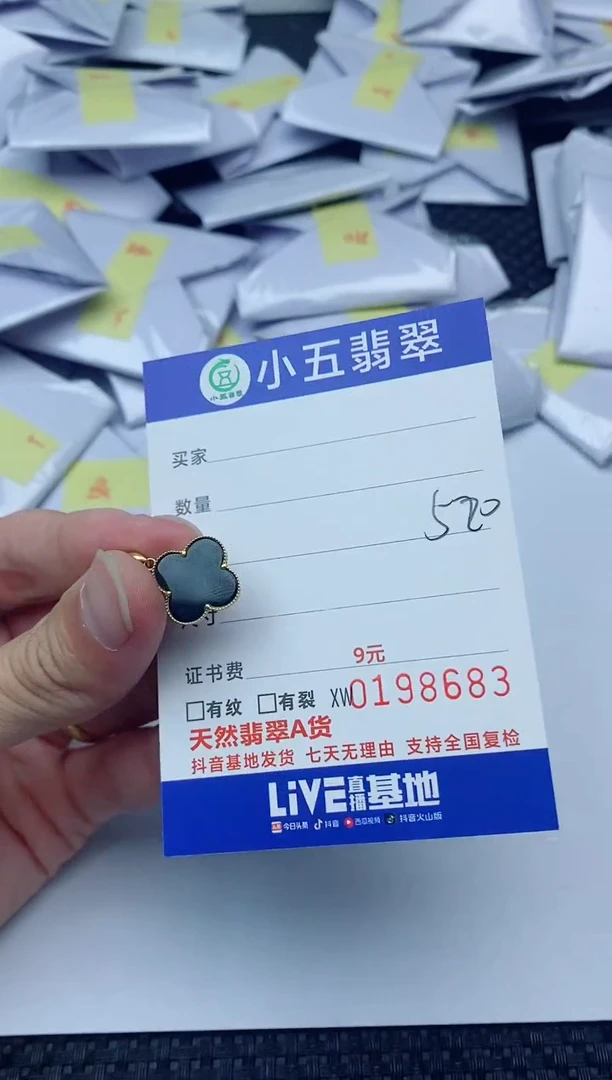 小五翡翠
小五翡翠
买家
数量
520
寸
证书费 9元
□有纹 □有裂 XW0198683
天然翡翠A货
抖音基地发货 七天无理由 支持全国复检
LiVE直播基地
今日头条 抖音 西瓜视频 抖音火山版